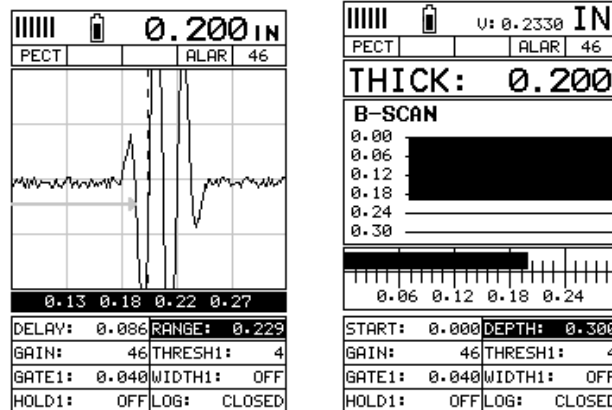 0.200 IN
PECT ALAR 46
0.13 0.18 0.22 0.27
DELAY: 0.086 RANGE: 0.229
GAIN: 46 THRESH1: 4
GATE1: 0.040 WIDTH1: OFF
HOLD1: OFF LOG: CLOSED
V: 0.2330 IN
PECT ALAR 46
THICK: 0.200
B-SCAN
0.00
0.06
0.12
0.18
0.24
0.30
0.06 0.12 0.18 0.24
START: 0.000 DEPTH: 0.300
GAIN: 46 THRESH1: 4
GATE1: 0.040 WIDTH1: OFF
HOLD1: OFF LOG: CLOSED